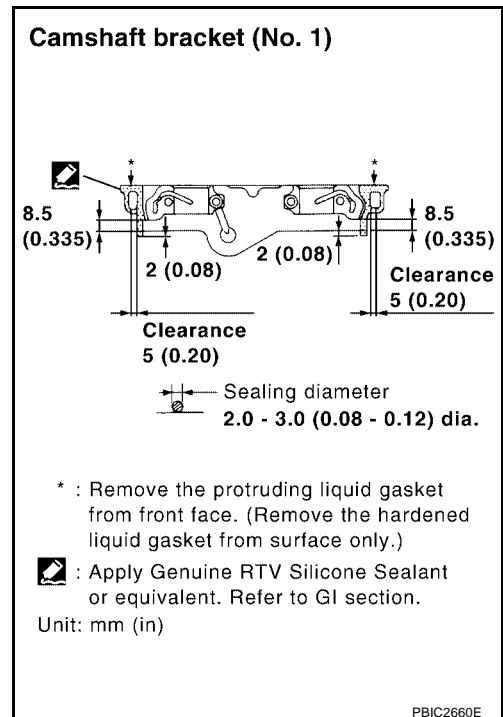 Camshaft bracket (No. 1)
*
*
8.5
(0.335)
2 (0.08)
2 (0.08)
8.5
(0.335)
Clearance
5 (0.20)
Clearance
5 (0.20)
Sealing diameter
2.0 - 3.0 (0.08 - 0.12) dia.
* : Remove the protruding liquid gasket
from front face. (Remove the hardened
liquid gasket from surface only.)
: Apply Genuine RTV Silicone Sealant
or equivalent. Refer to GI section.
Unit: mm (in)
PBIC2660E